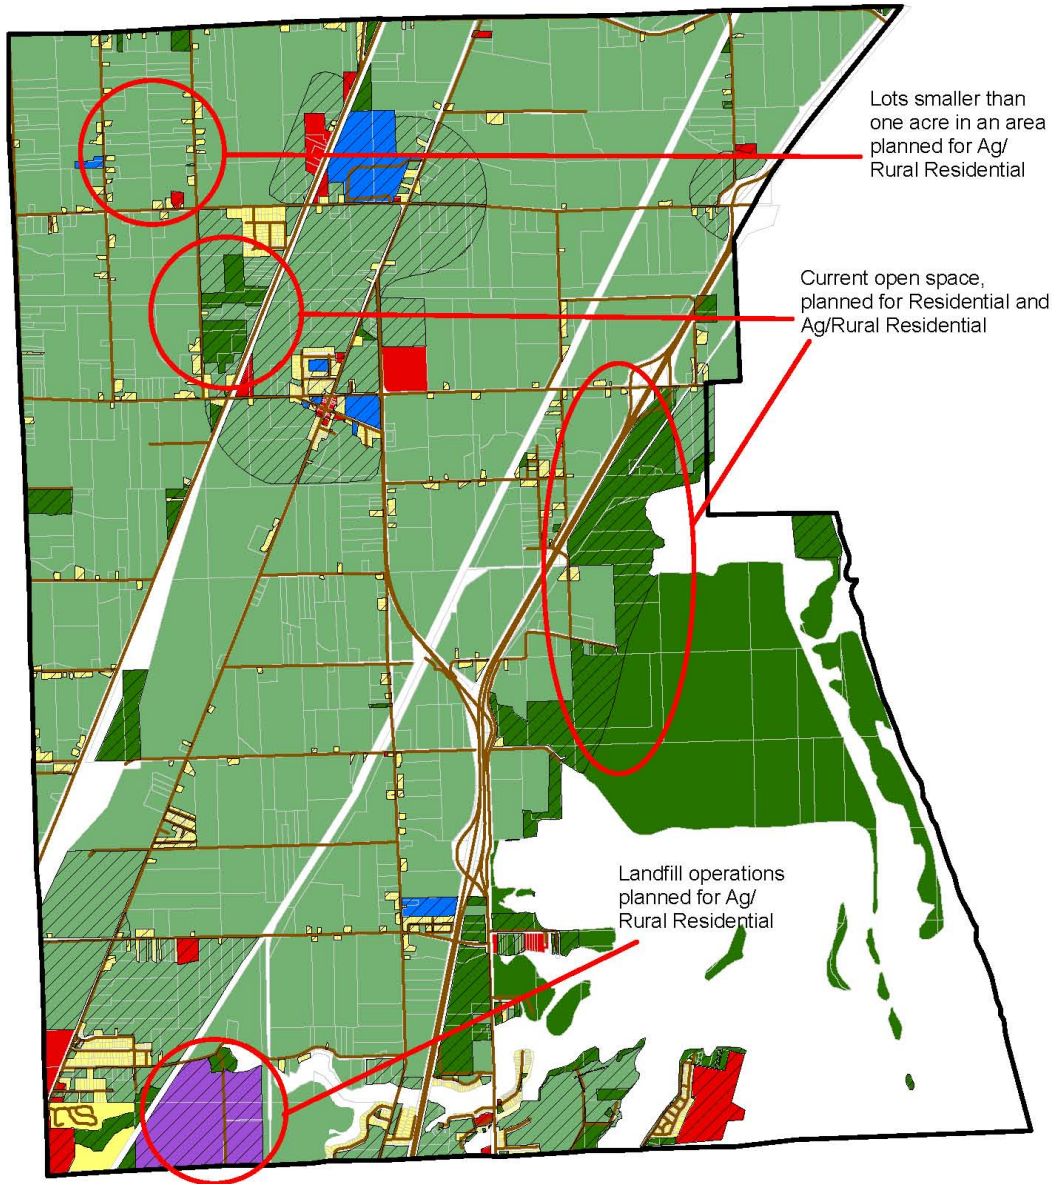 Lots smaller than
one acre in an area
planned for Ag/
Rural Residential
Current open space,
planned for Residential and
Ag/Rural Residential
Landfill operations
planned for Ag/
Rural Residential